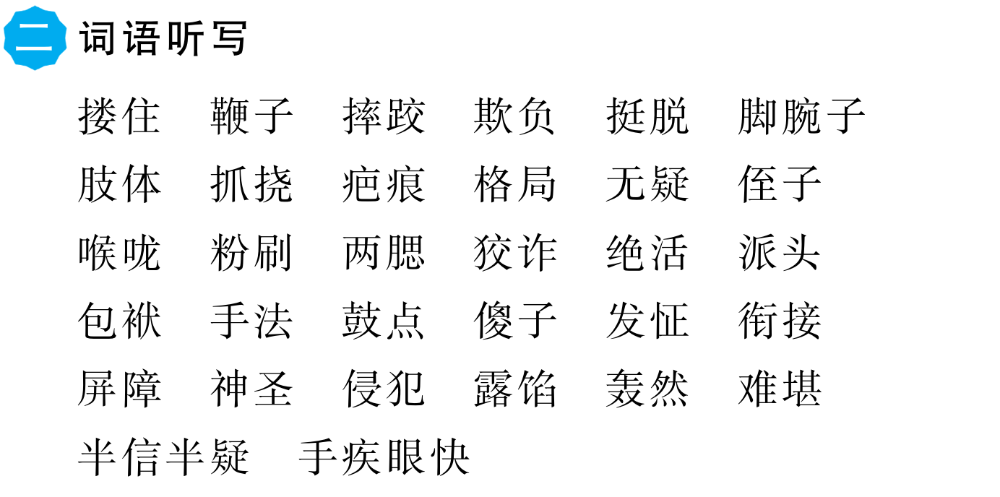 二 词语听写
搂住 鞭子 摔跤 欺负 挺脱 脚腕子
肢体 抓挠 疤痕 格局 无疑 侄子
喉咙 粉刷 两腮 狡诈 绝活 派头
包袱 手法 鼓点 傻子 发怔 衔接
屏障 神圣 侵犯 露馅 轰然 难堪
半信半疑 手疾眼快